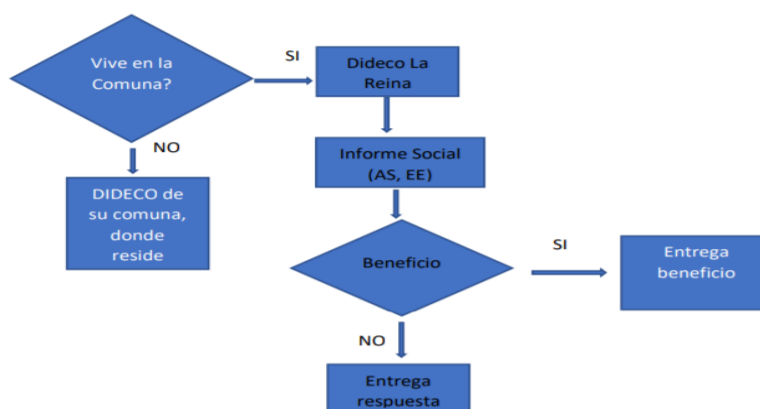 Vive en la
Comuna?
SI
Dideco La
Reina
NO
DIDECO de
su comuna,
donde
reside
Informe Social
(AS, EE)
Beneficio
SI
Entrega
beneficio
NO
Entrega
respuesta